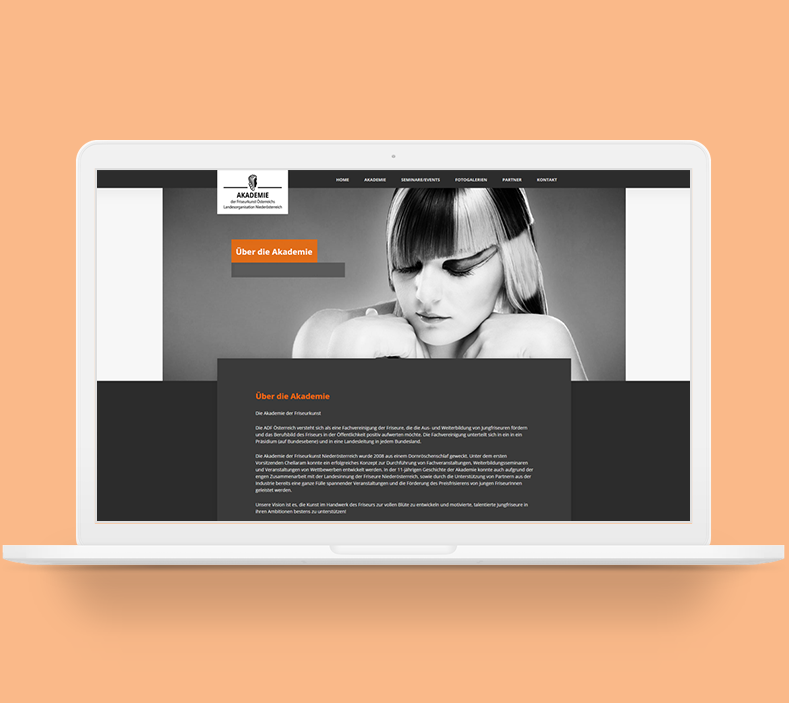 AKADEMIE
der Friseurkunst Österreichs
Landesorganisation Niederösterreich
HOME AKADEMIE SEMINARE/EVENTS FOTOGALERIEN PARTNER KONTAKT
Über die Akademie
Über die Akademie
Die Akademie der Friseurkunst
Die ADF Österreich versteht sich als eine Fachvereinigung der Friseure, die die Aus- und Weiterbildung von Jungfriseuren fördern
und das Berufsbild des Friseurs in der Öffentlichkeit positiv aufwerten möchte. Die Fachvereinigung unterteilt sich in ein in ein
Präsidium (auf Bundesebene) und in eine Landesleitung in jedem Bundesland.
Die Akademie der Friseurkunst Niederösterreich wurde 2008 aus einem Dornröschenschlaf geweckt. Unter dem ersten
Vorsitzenden Chellaram konnte ein erfolgreiches Konzept zur Durchführung von Fachveranstaltungen, Weiterbildungsseminaren
und Veranstaltungen von Wettbewerben entwickelt werden. In der 11-jährigen Geschichte der Akademie konnte auch aufgrund der
engen Zusammenarbeit mit der Landesinnung der Friseure Niederösterreich, sowie durch die Unterstützung von Partnern aus der
Industrie bereits eine ganze Fülle spannender Veranstaltungen und die Förderung des Preisfrisierens von jungen FriseurInnen
geleistet werden.
Unsere Vision ist es, die Kunst im Handwerk des Friseurs zur vollen Blüte zu entwickeln und motivierte, talentierte Jungfriseure in
ihren Ambitionen bestens zu unterstützen!